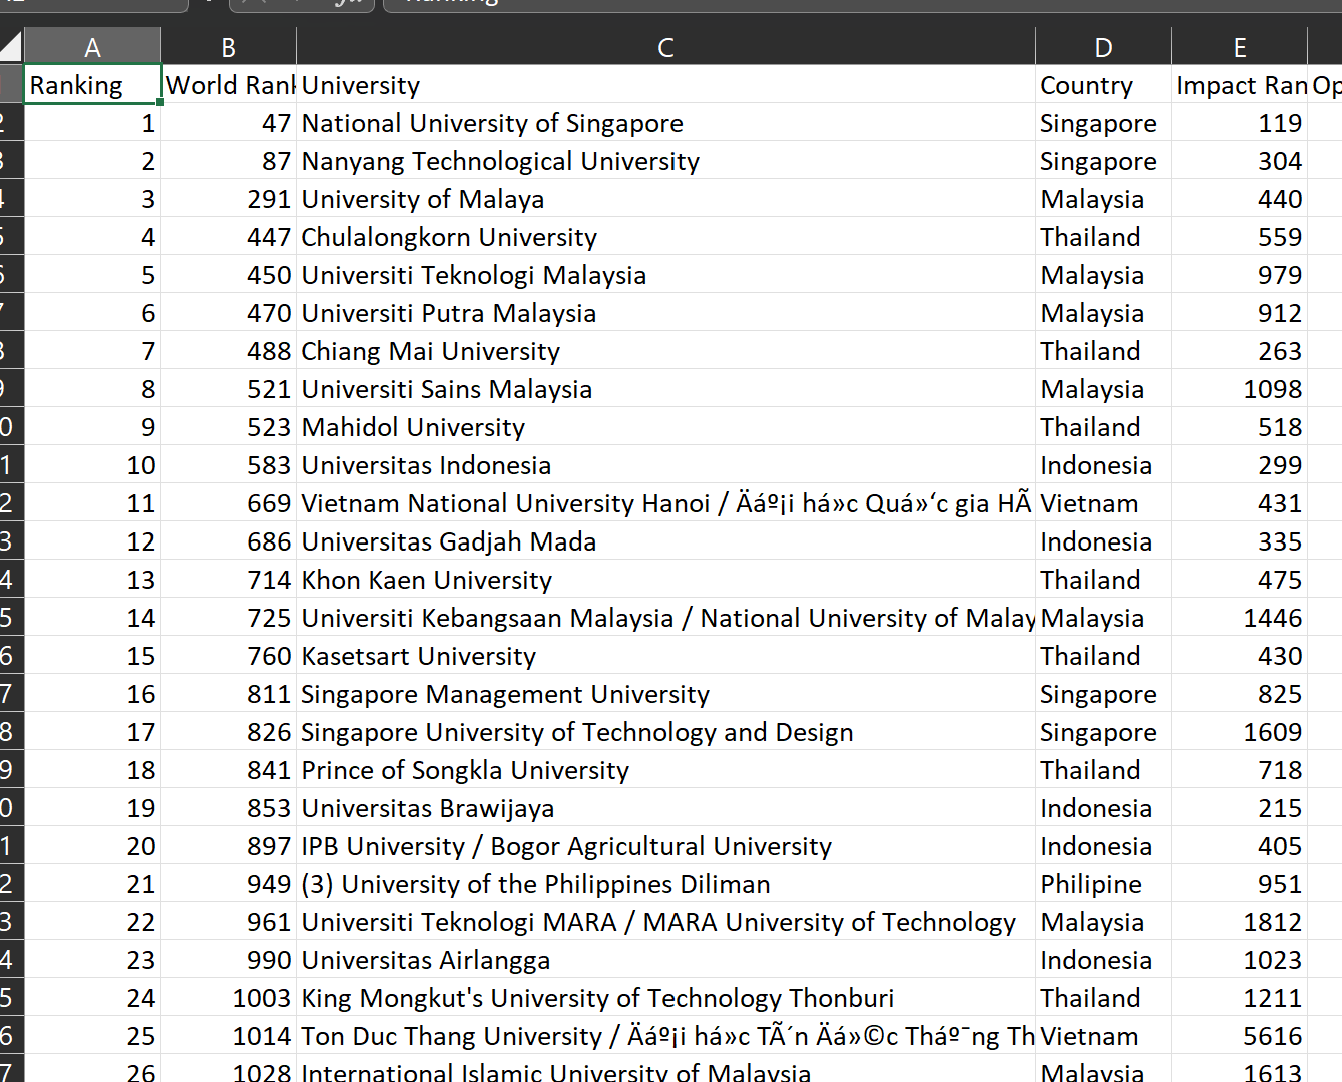 A B C D E
Ranking World Rank University Country Impact Ran Op
1 47 National University of Singapore Singapore 119
2 87 Nanyang Technological University Singapore 304
3 291 University of Malaya Malaysia 440
4 447 Chulalongkorn University Thailand 559
5 450 Universiti Teknologi Malaysia Malaysia 979
6 470 Universiti Putra Malaysia Malaysia 912
7 488 Chiang Mai University Thailand 263
8 521 Universiti Sains Malaysia Malaysia 1098
9 523 Mahidol University Thailand 518
10 583 Universitas Indonesia Indonesia 299
11 669 Vietnam National University Hanoi / Äáº¡i há»c Quá»‘c gia HÃ Vietnam 431
12 686 Universitas Gadjah Mada Indonesia 335
13 714 Khon Kaen University Thailand 475
14 725 Universiti Kebangsaan Malaysia / National University of Malay Malaysia 1446
15 760 Kasetsart University Thailand 430
16 811 Singapore Management University Singapore 825
17 826 Singapore University of Technology and Design Singapore 1609
18 841 Prince of Songkla University Thailand 718
19 853 Universitas Brawijaya Indonesia 215
20 897 IPB University / Bogor Agricultural University Indonesia 405
21 949 (3) University of the Philippines Diliman Philipine 951
22 961 Universiti Teknologi MARA / MARA University of Technology Malaysia 1812
23 990 Universitas Airlangga Indonesia 1023
24 1003 King Mongkut's University of Technology Thonburi Thailand 1211
25 1014 Ton Duc Thang University / Äáº¡i há»c TÃ´n Äá»©c Tháº¯ng Th Vietnam 5616
26 1028 International Islamic University of Malaysia Malaysia 1613